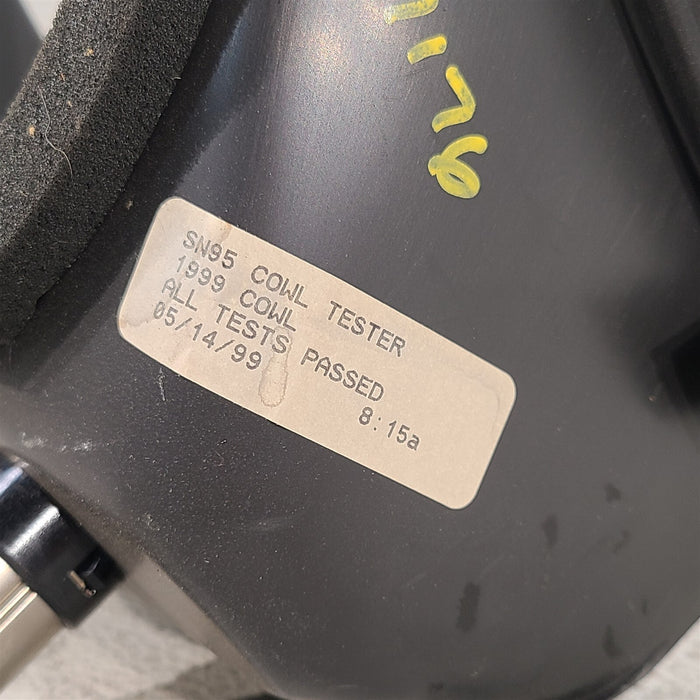 SN95 COWL TESTER
1999 COWL
ALL TESTS PASSED
05/14/99 8:15a